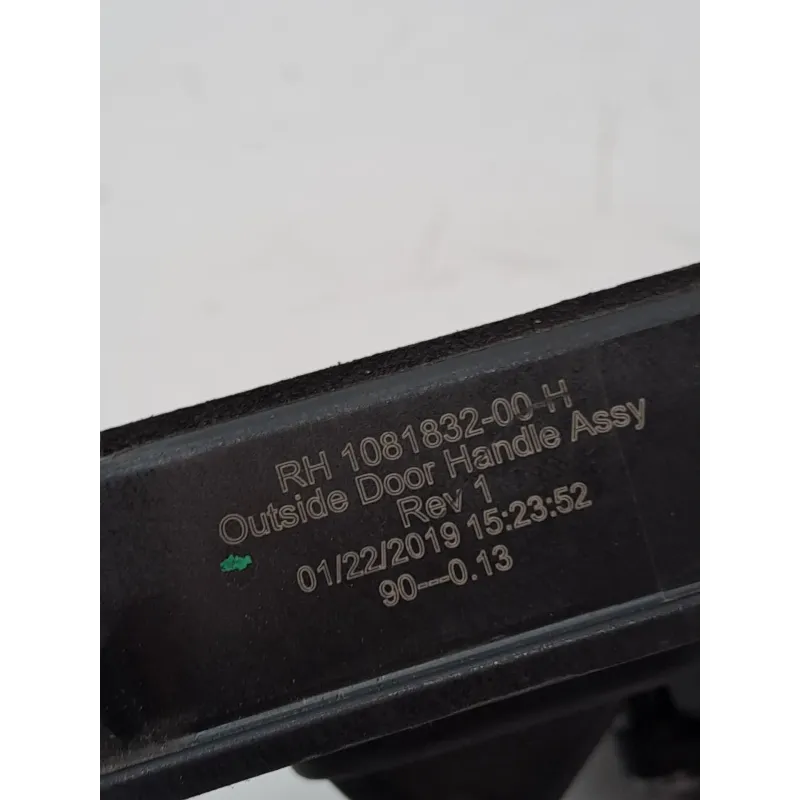 RH 1081832-00-H
Outside Door Handle Assy
Rev 1
01/22/2019 15:23:52
90---0.13